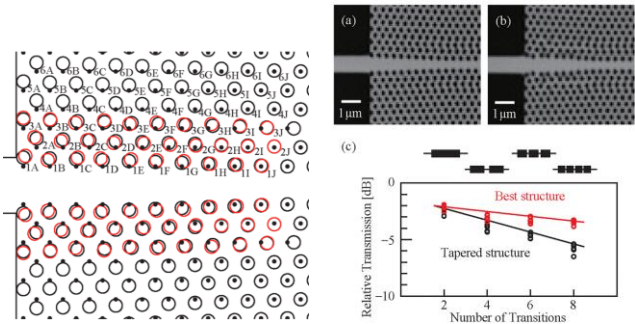 6A 6B 6C 6D 6E 6F 6G 6H 6I 6J
5A 5B 5C 5D 5E 5F 5G 5H 5I 5J
4A 4B 4C 4D 4E 4F 4G 4H 4I 4J
3A 3B 3C 3D 3E 3F 3G 3H 3I 3J
2A 2B 2C 2D 2E 2F 2G 2H 2I 2J
1A 1B 1C 1D 1E 1F 1G 1H 1I 1J
(a)
1μm
(b)
1μm
(c)
Relative Transmission [dB]
0
−5
−10
Best structure
Tapered structure
2 4 6 8
Number of Transitions